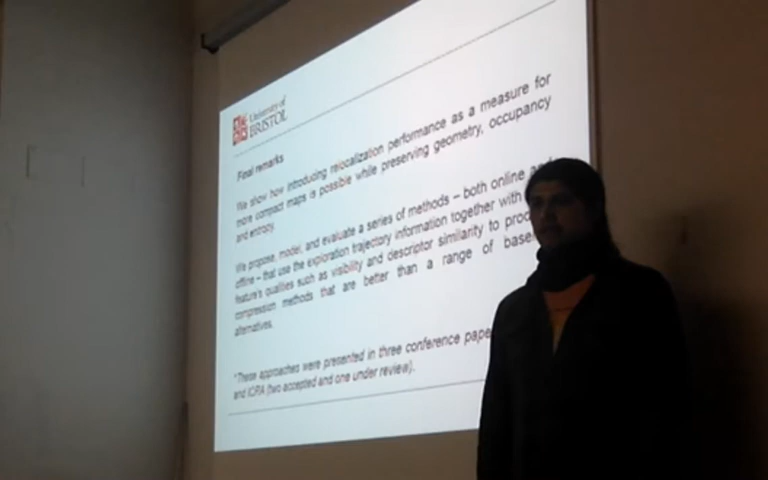 University of
BRISTOL
Final remarks
We show how introducing relocalization performance as a measure for
more compact maps is possible while preserving geometry, occupancy
and entropy.
We propose, model, and evaluate a series of methods – both online and
offline – that use the exploration trajectory information together with
feature's qualities such as visibility and descriptor similarity to
compression methods that are better than a range of
alternatives.
*These approaches were presented in three conference
and ICRA (two accepted and one under review).